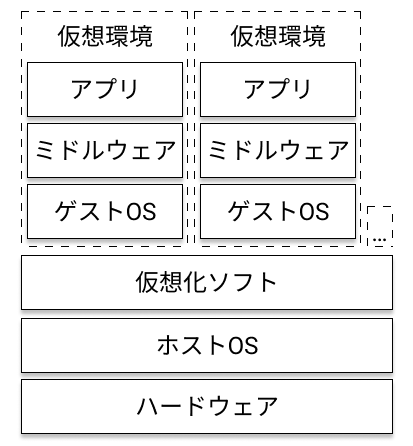 仮想環境
アプリ
ミドルウェア
ゲストOS
仮想環境
アプリ
ミドルウェア
ゲストOS
...
仮想化ソフト
ホストOS
ハードウェア